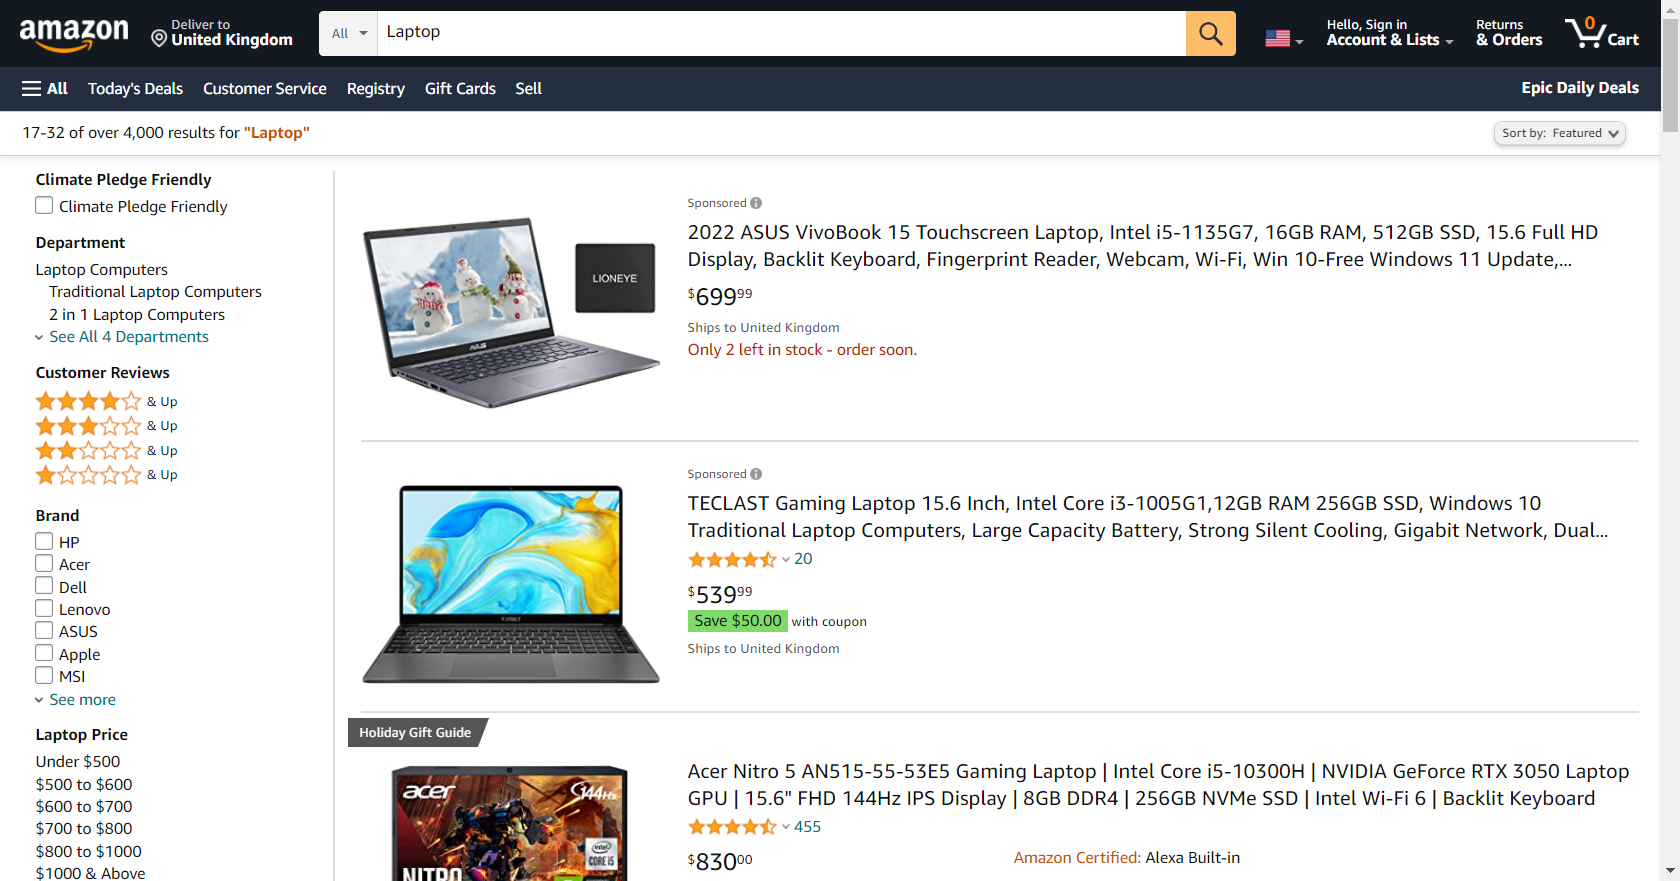 amazon
Deliver to
United Kingdom
All
Laptop
Hello, Sign in
Account & Lists
Returns
& Orders
0
Cart
All
Today's Deals
Customer Service
Registry
Gift Cards
Sell
Epic Daily Deals
17-32 of over 4,000 results for "Laptop"
Sort by: Featured
Climate Pledge Friendly
Climate Pledge Friendly
Department
Laptop Computers
Traditional Laptop Computers
2 in 1 Laptop Computers
See All 4 Departments
Customer Reviews
& Up
& Up
& Up
& Up
Brand
HP
Acer
Dell
Lenovo
ASUS
Apple
MSI
See more
Laptop Price
Under $500
$500 to $600
$600 to $700
$700 to $800
$800 to $1000
$1000 & Above
LIONEYE
ASUS
Sponsored
2022 ASUS VivoBook 15 Touchscreen Laptop, Intel i5-1135G7, 16GB RAM, 512GB SSD, 15.6 Full HD
Display, Backlit Keyboard, Fingerprint Reader, Webcam, Wi-Fi, Win 10-Free Windows 11 Update,...
$69999
Ships to United Kingdom
Only 2 left in stock - order soon.
Sponsored
TECLAST Gaming Laptop 15.6 Inch, Intel Core i3-1005G1,12GB RAM 256GB SSD, Windows 10
Traditional Laptop Computers, Large Capacity Battery, Strong Silent Cooling, Gigabit Network, Dual...
20
$53999
Save $50.00 with coupon
Ships to United Kingdom
Holiday Gift Guide
acer
144Hz
intel
CORE i5
NITRO
Acer Nitro 5 AN515-55-53E5 Gaming Laptop | Intel Core i5-10300H | NVIDIA GeForce RTX 3050 Laptop
GPU | 15.6" FHD 144Hz IPS Display | 8GB DDR4 | 256GB NVMe SSD | Intel Wi-Fi 6 | Backlit Keyboard
455
$83000
Amazon Certified: Alexa Built-in